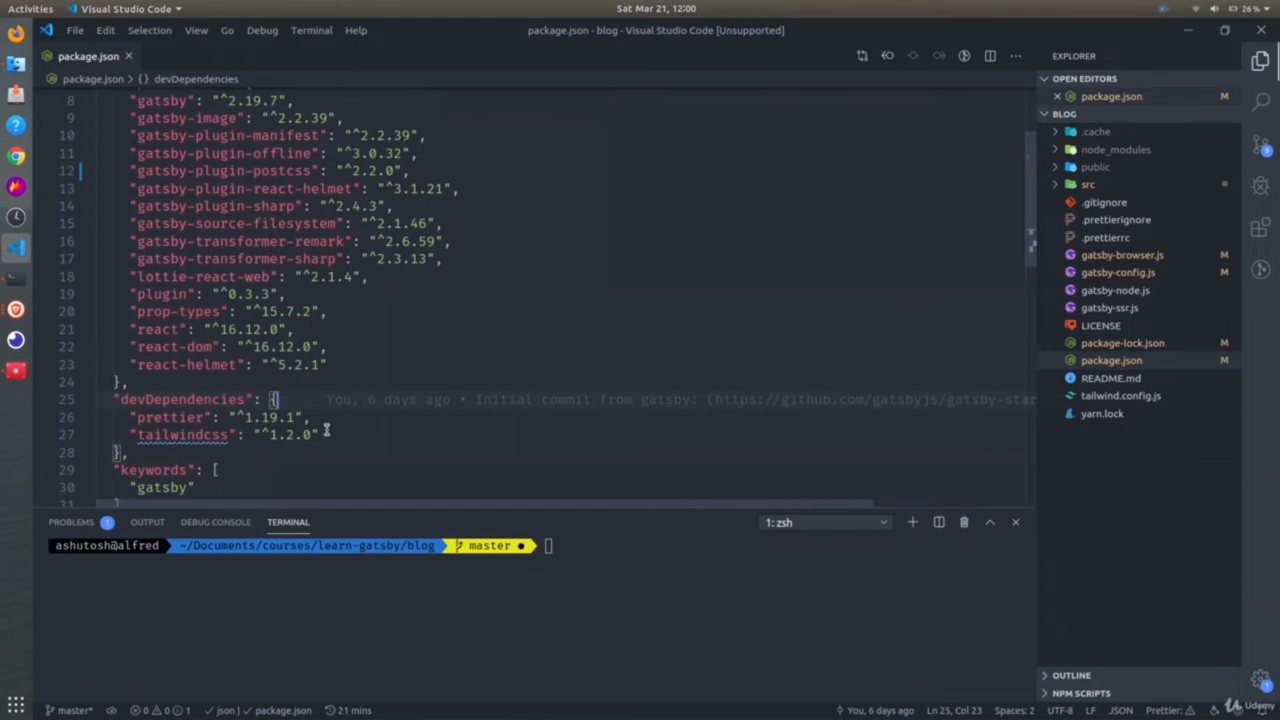 Activities
Visual Studio Code
Sat Mar 21, 12:00
26%
File Edit Selection View Go Debug Terminal Help
package.json - blog - Visual Studio Code [Unsupported]
package.json
package.json > {} devDependencies
8 "gatsby": "^2.19.7",
9 "gatsby-image": "^2.2.39",
10 "gatsby-plugin-manifest": "^2.2.39",
11 "gatsby-plugin-offline": "^3.0.32",
12 "gatsby-plugin-postcss": "^2.2.0",
13 "gatsby-plugin-react-helmet": "^3.1.21",
14 "gatsby-plugin-sharp": "^2.4.3",
15 "gatsby-source-filesystem": "^2.1.46",
16 "gatsby-transformer-remark": "^2.6.59",
17 "gatsby-transformer-sharp": "^2.3.13",
18 "lottie-react-web": "^2.1.4",
19 "plugin": "^0.3.3",
20 "prop-types": "^15.7.2",
21 "react": "^16.12.0",
22 "react-dom": "^16.12.0",
23 "react-helmet": "^5.2.1"
24 },
25 "devDependencies": { You, 6 days ago • Initial commit from gatsby: (https://github.com/gatsbyjs/gatsby-star
26 "prettier": "^1.19.1",
27 "tailwindcss": "^1.2.0"
28 },
29 "keywords": [
30 "gatsby"
31 ]
EXPLORER
OPEN EDITORS
package.json M
BLOG
.cache
node_modules
public
src
.gitignore
.prettierignore
.prettierrc
gatsby-browser.js M
gatsby-config.js M
gatsby-node.js
gatsby-ssr.js
LICENSE
package-lock.json M
package.json M
README.md
tailwind.config.js
yarn.lock
OUTLINE
NPM SCRIPTS
PROBLEMS 1 OUTPUT DEBUG CONSOLE TERMINAL
1: zsh
ashutosh@alfred ~/Documents/courses/learn-gatsby/blog master ●
master* 0 0 1 json package.json 21 mins
You, 6 days ago Ln 25, Col 23 Spaces: 2 UTF-8 LF JSON Prettier:
Udemy